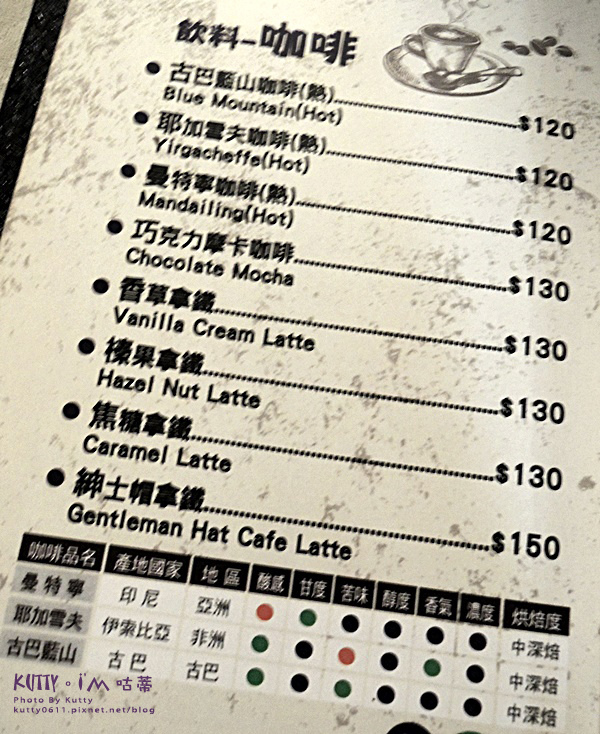 飲料-咖啡
古巴藍山咖啡(熱)........$120
Blue Mountain(Hot)
耶加雪夫咖啡(熱)........$120
Yirgacheffe(Hot)
曼特寧咖啡(熱)........$120
Mandailing(Hot)
巧克力摩卡咖啡........$130
Chocolate Mocha
香草拿鐵........$130
Vanilla Cream Latte
榛果拿鐵........$130
Hazel Nut Latte
焦糖拿鐵........$130
Caramel Latte
紳士帽拿鐵........$150
Gentleman Hat Cafe Latte
咖啡品名 產地國家 地區 酸感 甘度 苦味 醇度 香氣 濃度 烘焙度
曼特寧 印尼 亞洲 中深焙
耶加雪夫 伊索比亞 非洲 中深焙
古巴藍山 古巴 古巴 中深焙
KUTTY。i'M 咕蒂
Photo By Kutty
kutty0611.pixnet.net/blog